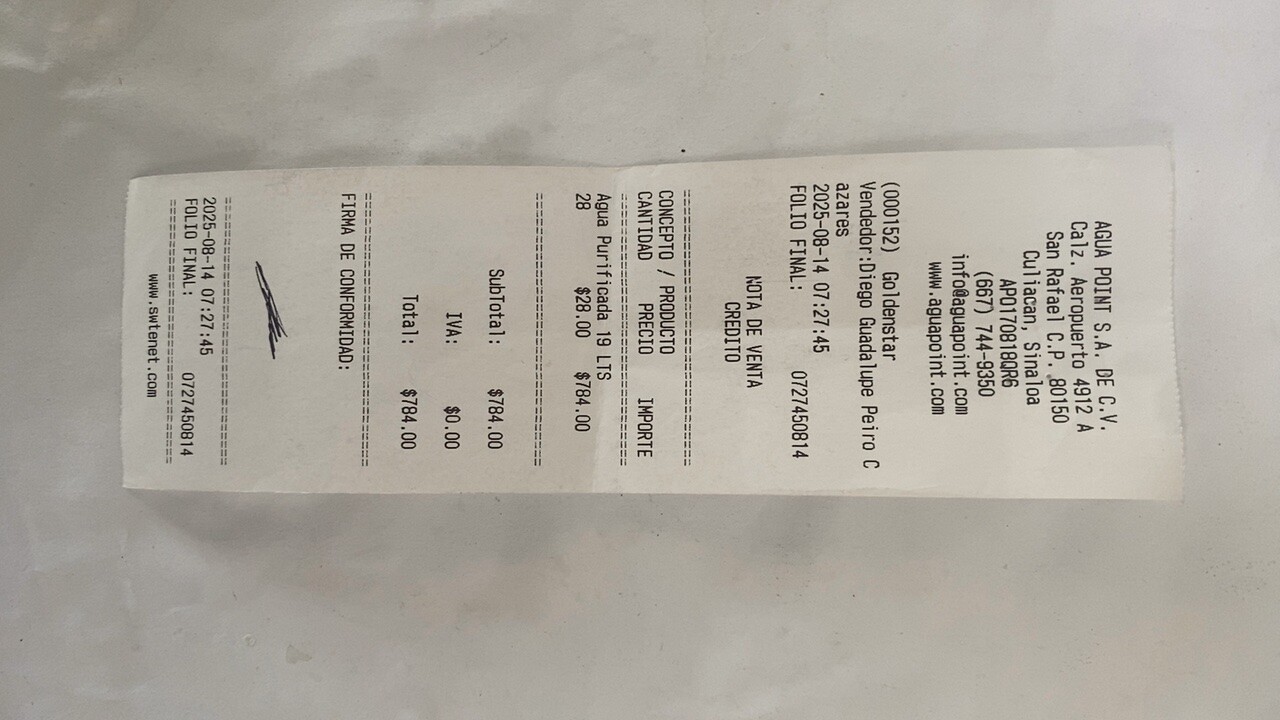 AGUA POINT S.A. DE C.V.
Calz. Aeropuerto 4912 A
San Rafael C.P. 80150
Culiacan, Sinaloa
APO170818QR6
(667) 744-9350
info@aguapoint.com
www.aguapoint.com
(000152) Goldenstar
Vendedor:Diego Guadalupe Peiro C
azares
2025-08-14 07:27:45
FOLIO FINAL: 0727450814
NOTA DE VENTA
CREDITO
================================
CONCEPTO / PRODUCTO
CANTIDAD PRECIO IMPORTE
================================
Agua Purificada 19 LTS
28 $28.00 $784.00
================================
SubTotal: $784.00
IVA: $0.00
Total: $784.00
================================
FIRMA DE CONFORMIDAD:
================================
2025-08-14 07:27:45
FOLIO FINAL: 0727450814
================================
www.swtenet.com